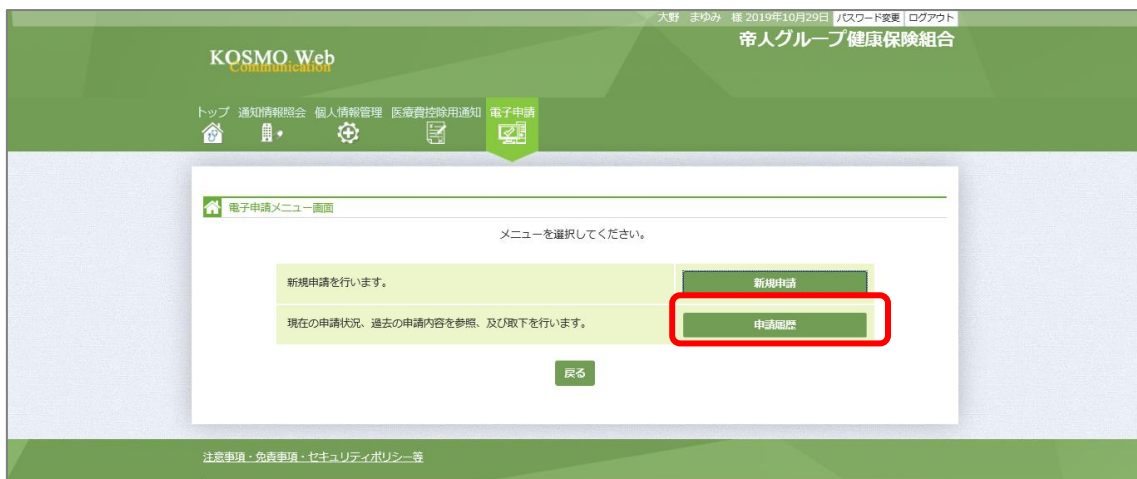 大野 まゆみ 様 2019年10月29日 パスワード変更 ログアウト
帝人グループ健康保険組合
KOSMO Web
Communication
トップ 通知情報照会 個人情報管理 医療費控除用通知 電子申請
電子申請メニュー画面
メニューを選択してください。
新規申請を行います。 新規申請
現在の申請状況、過去の申請内容を参照、及び取下を行います。 申請履歴
戻る
注意事項・免責事項・セキュリティポリシー等